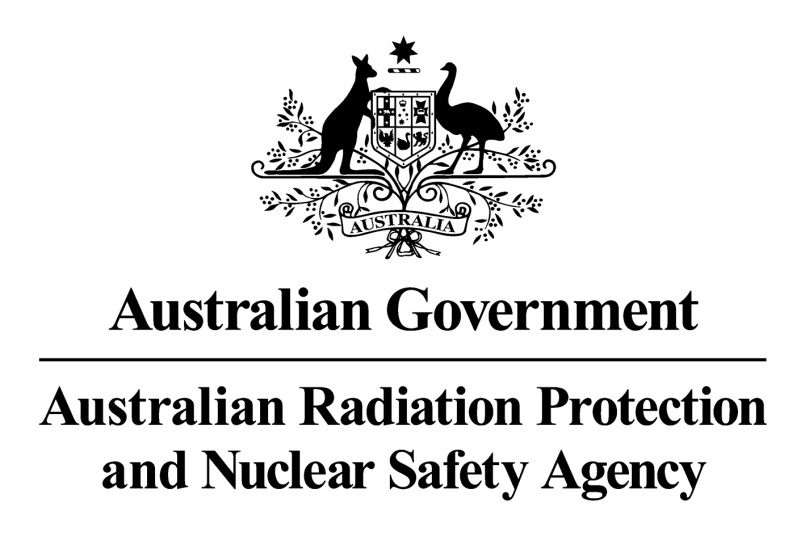 AUSTRALIA
Australian Government
Australian Radiation Protection
and Nuclear Safety Agency